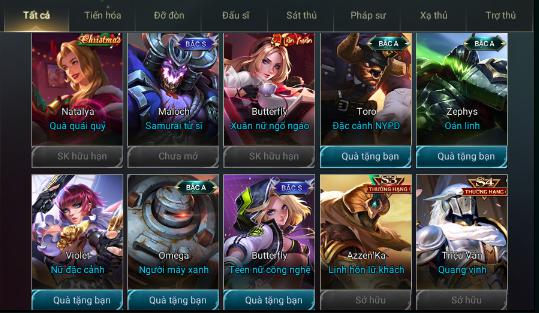 Tất cả Tiến hóa Đỡ đòn Đấu sĩ Sát thủ Pháp sư Xạ thủ Trợ thủ
Christmas BẬC S Tân Xuân BẬC A BẬC A
Natalya Maloch Butterfly Toro Zephys
Quà quái quỷ Samurai tử sĩ Xuân nữ ngổ ngáo Đặc cảnh NYPD Oán linh
SK hữu hạn Chưa mở SK hữu hạn Quà tặng bạn Quà tặng bạn
BẬC A BẬC S S3 S4
THƯỜNG HẠNG THƯỜNG HẠNG
Violet Omega Butterfly Azzen'Ka Triệu Vân
Nữ đặc cảnh Người máy xanh Teen nữ công nghệ Linh hồn lữ khách Quang vinh
Quà tặng bạn Quà tặng bạn Quà tặng bạn Sở hữu Sở hữu